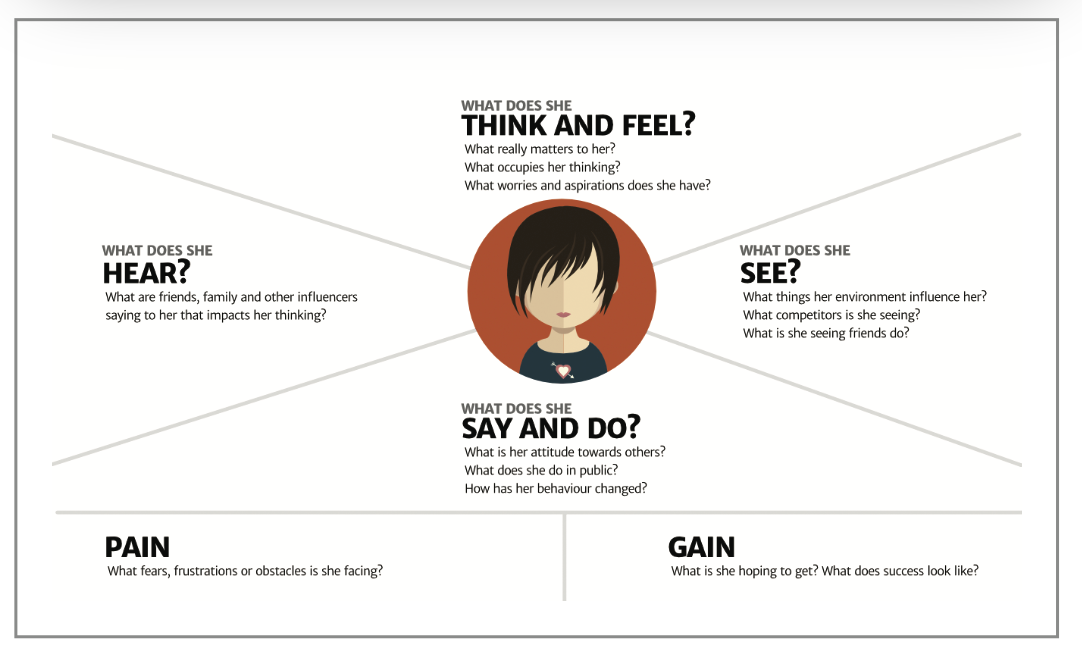 WHAT DOES SHE
THINK AND FEEL?
What really matters to her?
What occupies her thinking?
What worries and aspirations does she have?
WHAT DOES SHE
HEAR?
What are friends, family and other influencers
saying to her that impacts her thinking?
WHAT DOES SHE
SEE?
What things her environment influence her?
What competitors is she seeing?
What is she seeing friends do?
WHAT DOES SHE
SAY AND DO?
What is her attitude towards others?
What does she do in public?
How has her behaviour changed?
PAIN
What fears, frustrations or obstacles is she facing?
GAIN
What is she hoping to get? What does success look like?